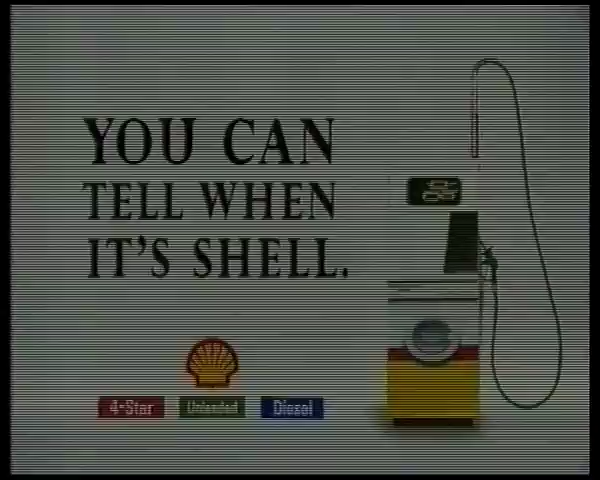 YOU CAN
TELL WHEN
IT'S SHELL.
4•Star
Unleaded
Diesel